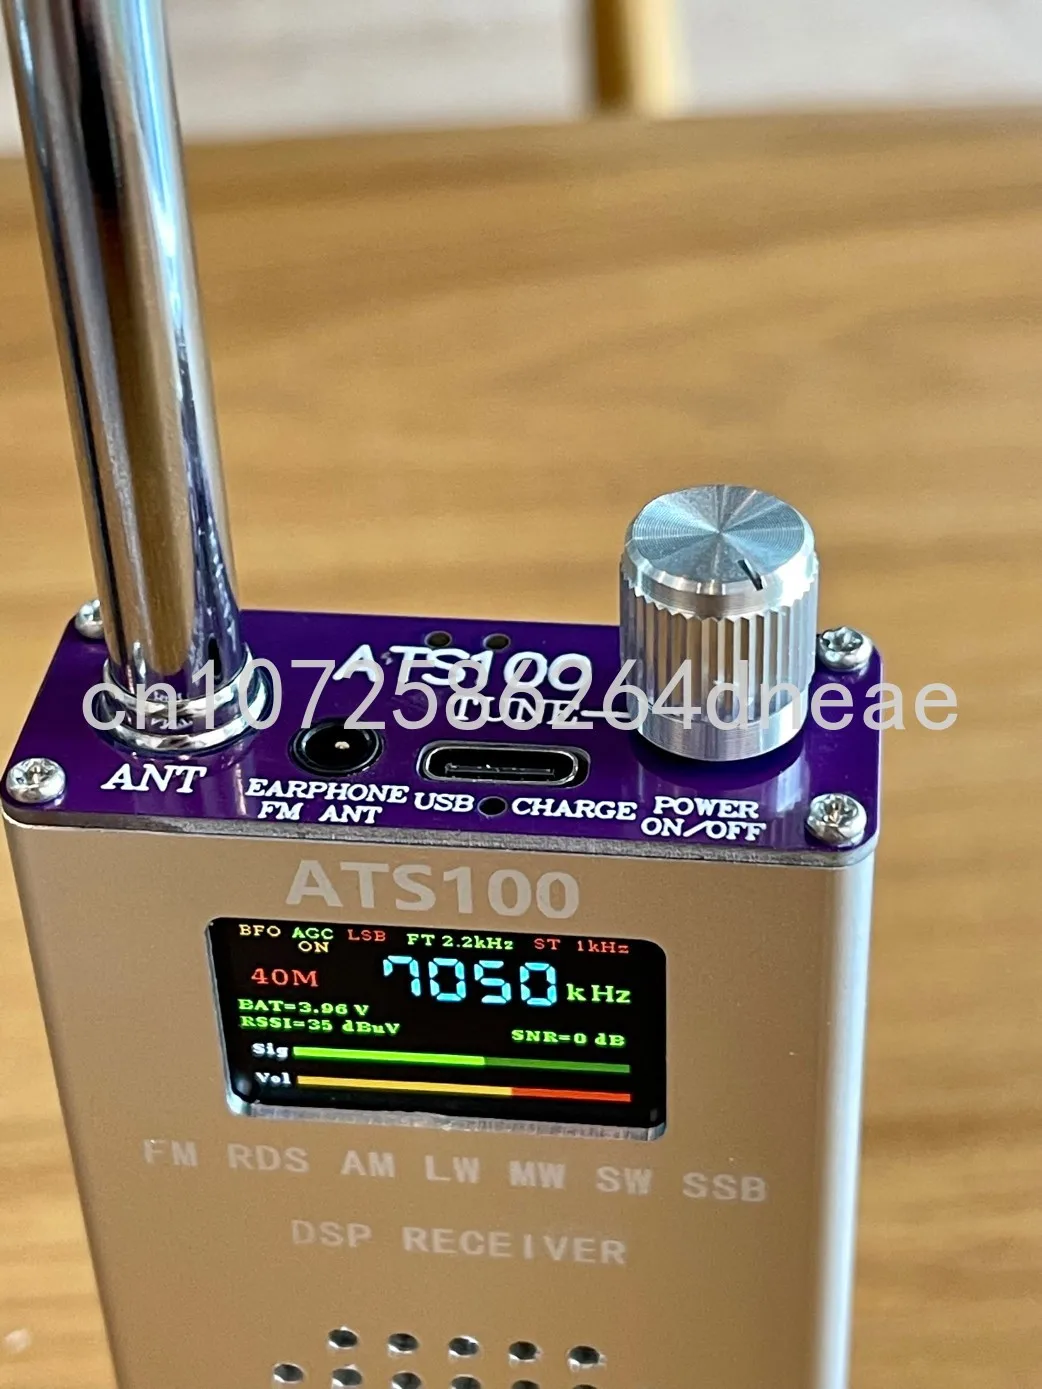 ATS100
cn1072586264dneae
TUNE
ANT
EARPHONE
FM ANT
USB
CHARGE
POWER
ON/OFF
ATS100
BFO AGC LSB FT 2.2kHz ST 1kHz
ON
40M 7050 kHz
BAT=3.96 V
RSSI=35 dBuV
SNR=0 dB
Sig
Vol
FM RDS AM LW MW SW SSB
DSP RECEIVER